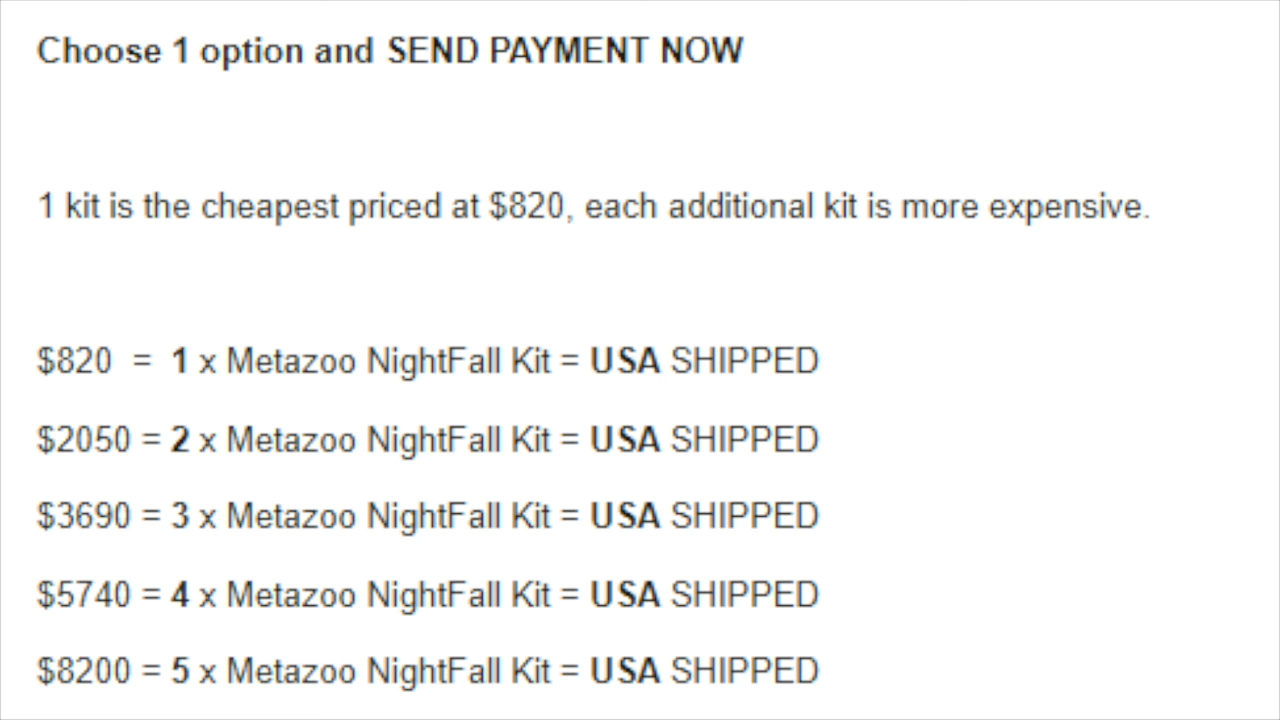 Choose 1 option and SEND PAYMENT NOW
1 kit is the cheapest priced at $820, each additional kit is more expensive.
$820 = 1 x Metazoo NightFall Kit = USA SHIPPED
$2050 = 2 x Metazoo NightFall Kit = USA SHIPPED
$3690 = 3 x Metazoo NightFall Kit = USA SHIPPED
$5740 = 4 x Metazoo NightFall Kit = USA SHIPPED
$8200 = 5 x Metazoo NightFall Kit = USA SHIPPED